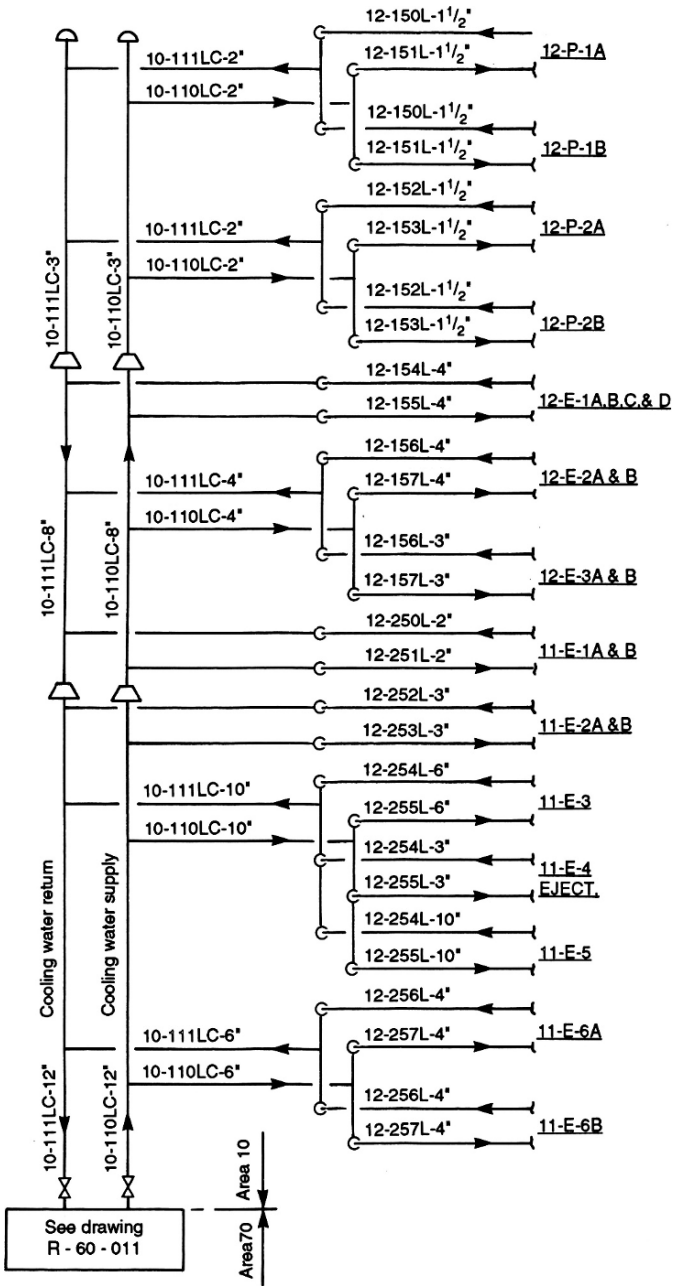 12-150L-1 1/2"
12-P-1A
10-111LC-2"
12-151L-1 1/2"
10-110LC-2"
12-150L-1 1/2"
12-151L-1 1/2"
12-P-1B
12-152L-1 1/2"
10-111LC-2"
12-153L-1 1/2"
12-P-2A
10-110LC-2"
12-152L-1 1/2"
12-153L-1 1/2"
12-P-2B
10-111LC-3"
10-110LC-3"
12-154L-4"
12-155L-4"
12-E-1A,B,C,& D
12-156L-4"
10-111LC-4"
12-157L-4"
12-E-2A & B
10-110LC-4"
12-156L-3"
12-157L-3"
12-E-3A & B
10-111LC-8"
10-110LC-8"
12-250L-2"
12-251L-2"
11-E-1A & B
12-252L-3"
12-253L-3"
11-E-2A &B
12-254L-6"
10-111LC-10"
12-255L-6"
11-E-3
10-110LC-10"
12-254L-3"
12-255L-3"
11-E-4
EJECT.
12-254L-10"
12-255L-10"
11-E-5
Cooling water return
Cooling water supply
12-256L-4"
10-111LC-6"
12-257L-4"
11-E-6A
10-110LC-6"
12-256L-4"
12-257L-4"
11-E-6B
10-111LC-12"
10-110LC-12"
Area 10
Area70
See drawing
R - 60 - 011